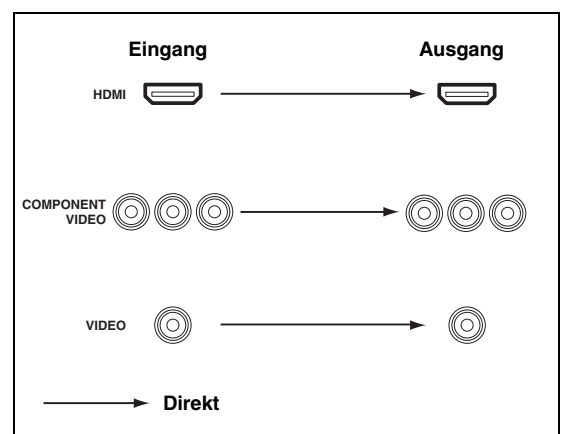 Eingang Ausgang
HDMI
COMPONENT
VIDEO
VIDEO
Direkt